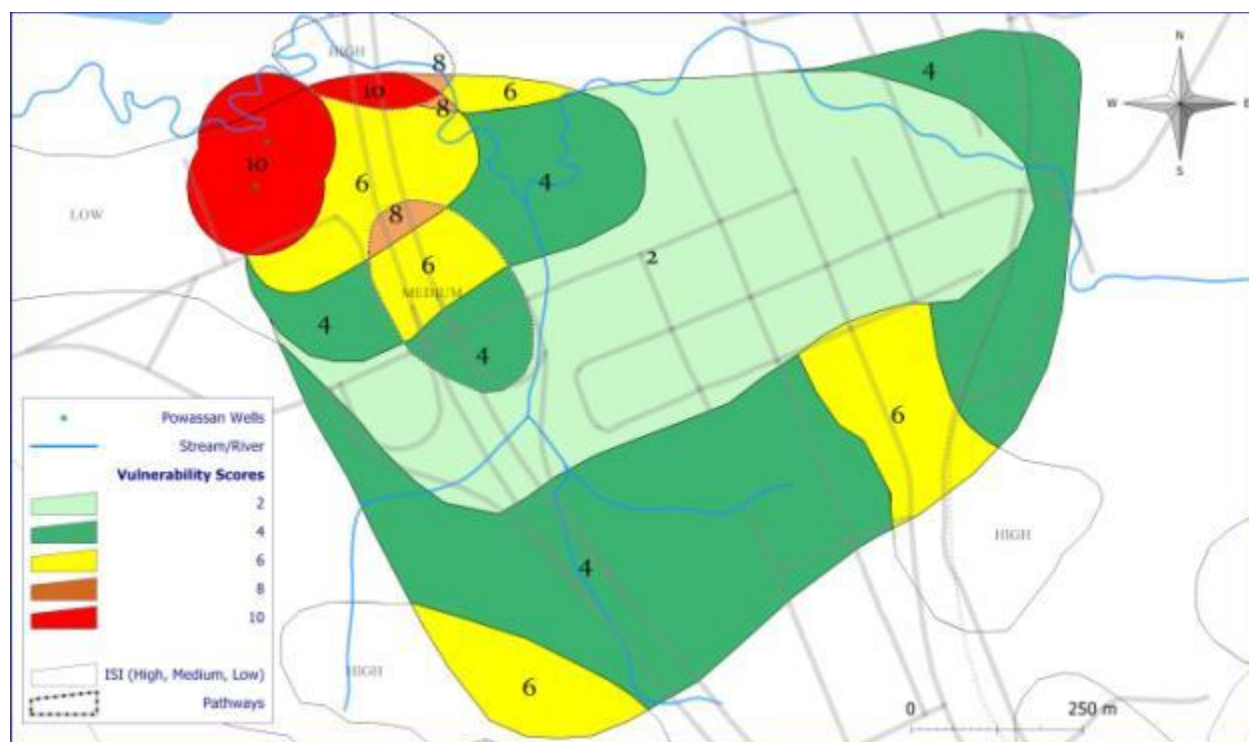 N
W
E
S
HIGH
8
10
6
4
8
10
6
4
LOW
8
2
6
MEDIUM
4
4
6
4
HIGH
HIGH
6
Powassan Wells
Stream/River
Vulnerability Scores
2
4
6
8
10
ISI (High, Medium, Low)
Pathways
0
250 m